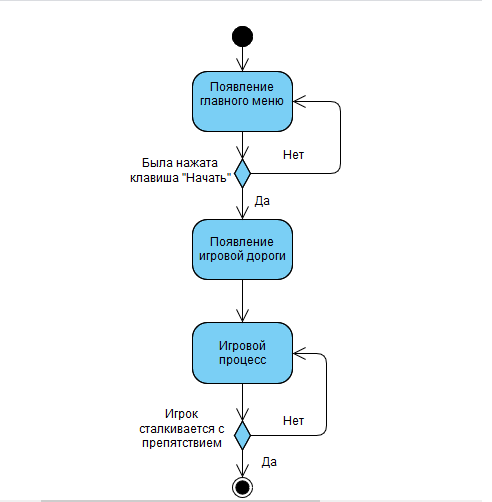 Появление
главного меню
Нет
Была нажата
клавиша "Начать"
Да
Появление
игровой дороги
Игровой
процесс
Игрок
сталкивается с
препятствием
Нет
Да